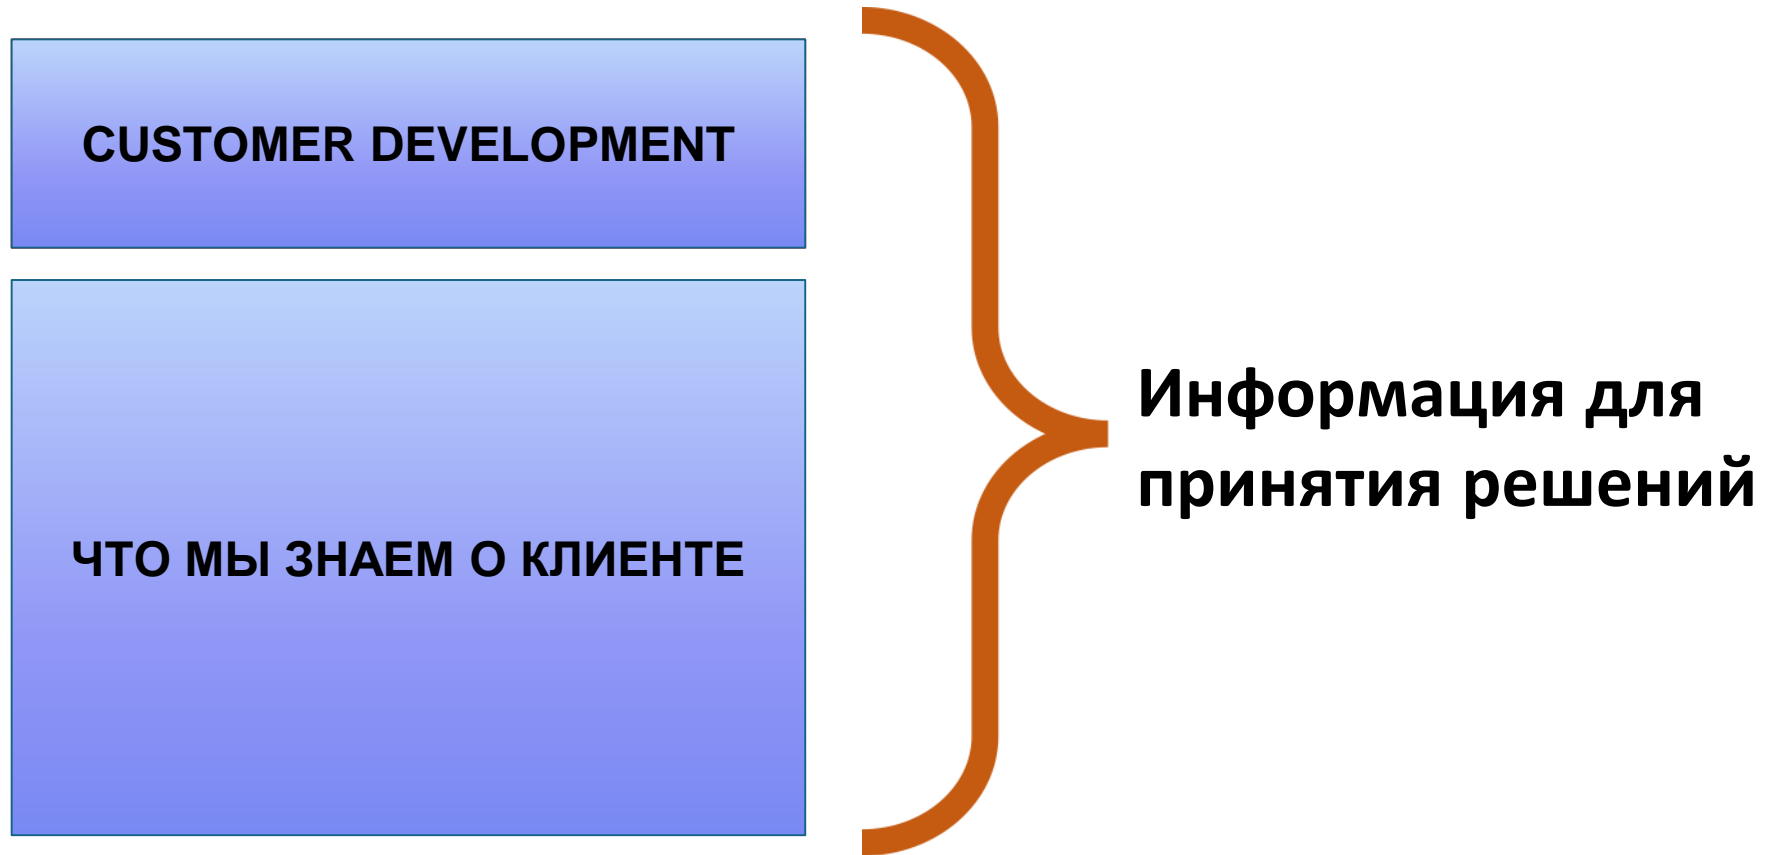 CUSTOMER DEVELOPMENT
ЧТО МЫ ЗНАЕМ О КЛИЕНТЕ
Информация для
принятия решений